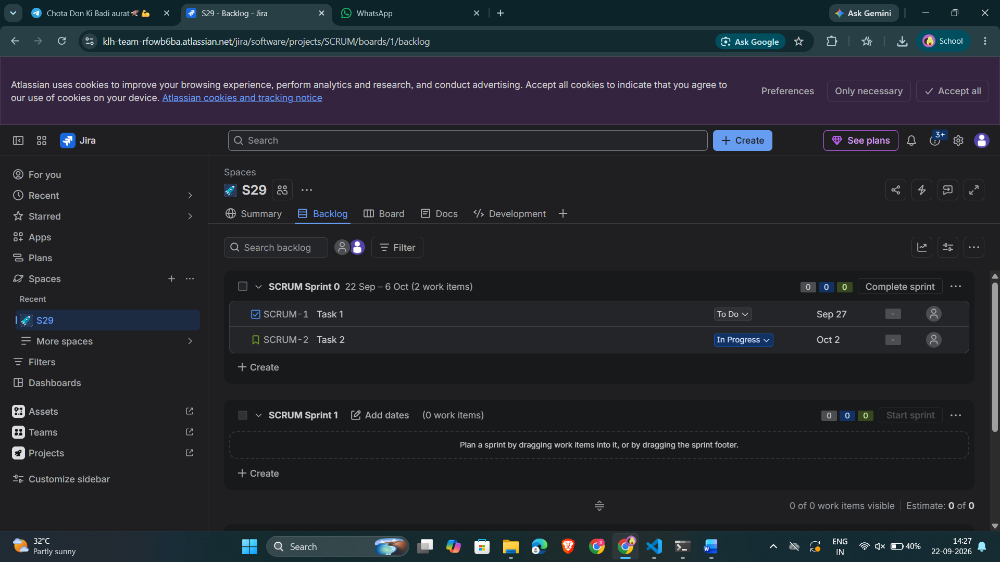 Chota Don Ki Badi aurat🦅💪
S29 - Backlog - Jira
WhatsApp
Ask Gemini
klh-team-rfowb6ba.atlassian.net/jira/software/projects/SCRUM/boards/1/backlog
Ask Google
School
Atlassian uses cookies to improve your browsing experience, perform analytics and research, and conduct advertising. Accept all cookies to indicate that you agree to
our use of cookies on your device. Atlassian cookies and tracking notice
Preferences
Only necessary
Accept all
Jira
Search
Create
See plans
3+
For you
Recent
Starred
Apps
Plans
Spaces
Recent
S29
More spaces
Filters
Dashboards
Assets
Teams
Projects
Customize sidebar
Spaces
S29
Summary
Backlog
Board
Docs
Development
Search backlog
Filter
SCRUM Sprint 0 22 Sep – 6 Oct (2 work items)
0 0 0
Complete sprint
SCRUM-1 Task 1 To Do Sep 27 -
SCRUM-2 Task 2 In Progress Oct 2 -
Create
SCRUM Sprint 1 Add dates (0 work items)
0 0 0
Start sprint
Plan a sprint by dragging work items into it, or by dragging the sprint footer.
Create
0 of 0 work items visible
Estimate: 0 of 0
32°C
Partly sunny
Search
S
W
ENG
IN
40%
14:27
22-09-2026